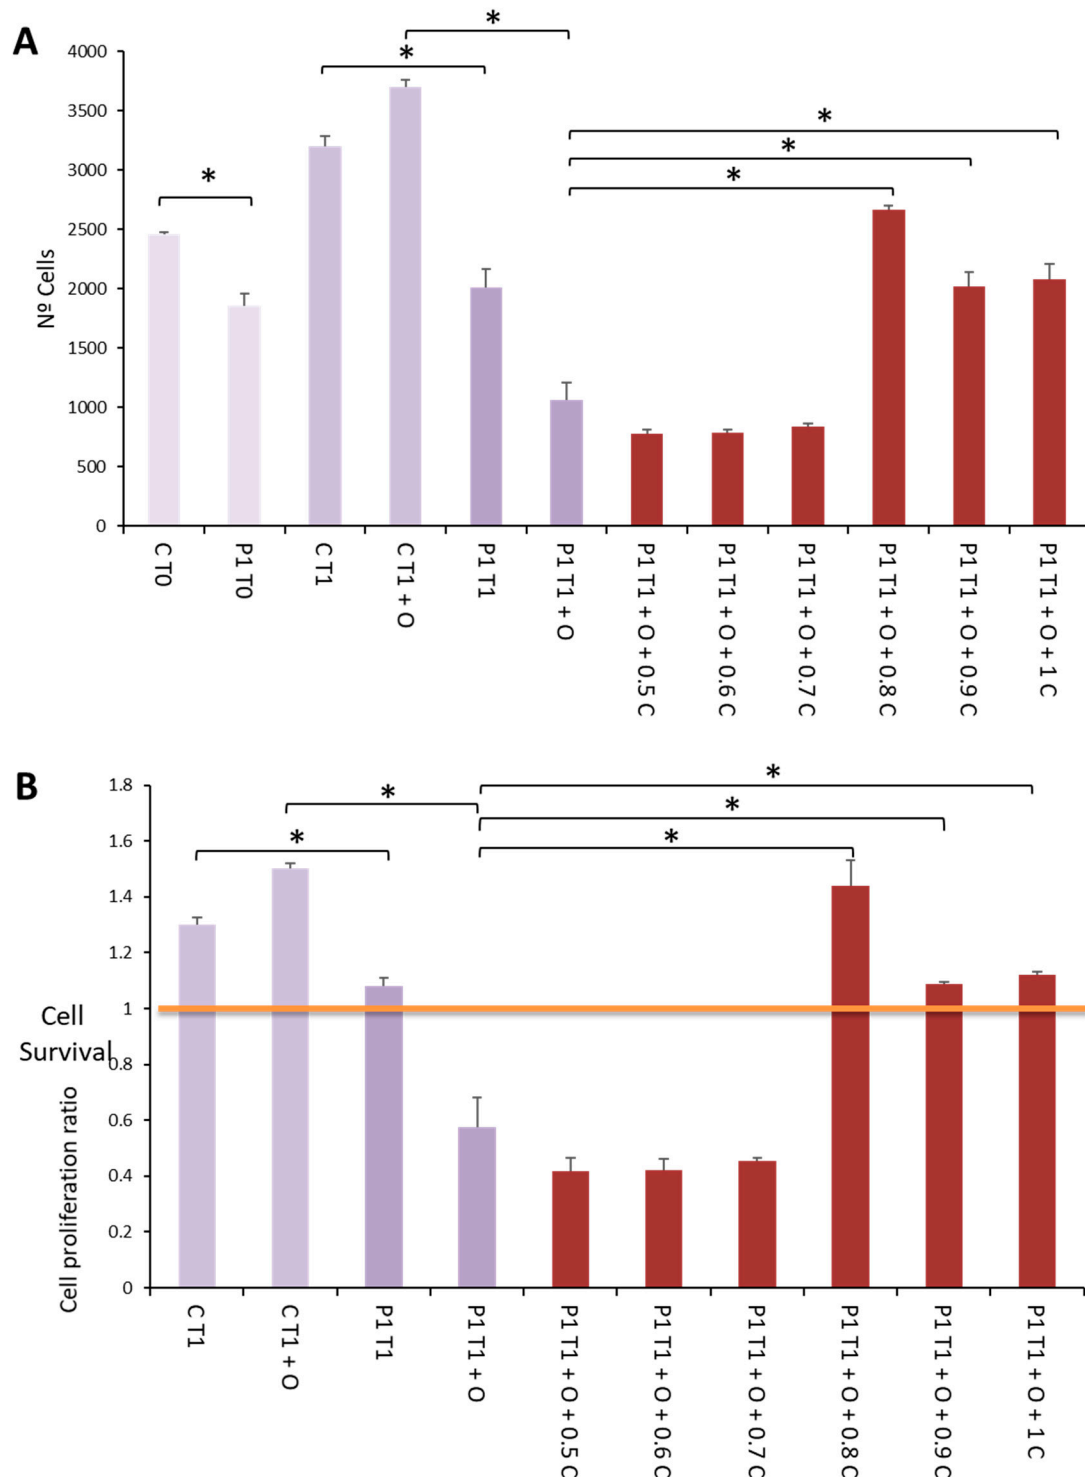 A
*
*
*
*
*
*
4000
3500
3000
2500
2000
1500
1000
500
0
Nº Cells
C T0
P1 T0
C T1
C T1 + O
P1 T1
P1 T1 + O
P1 T1 + O + 0.5 C
P1 T1 + O + 0.6 C
P1 T1 + O + 0.7 C
P1 T1 + O + 0.8 C
P1 T1 + O + 0.9 C
P1 T1 + O + 1 C
B
*
*
*
*
*
1.8
1.6
1.4
1.2
1
0.8
0.6
0.4
0.2
0
Cell
Survival
Cell proliferation ratio
C T1
C T1 + O
P1 T1
P1 T1 + O
P1 T1 + O + 0.5 C
P1 T1 + O + 0.6 C
P1 T1 + O + 0.7 C
P1 T1 + O + 0.8 C
P1 T1 + O + 0.9 C
P1 T1 + O + 1 C